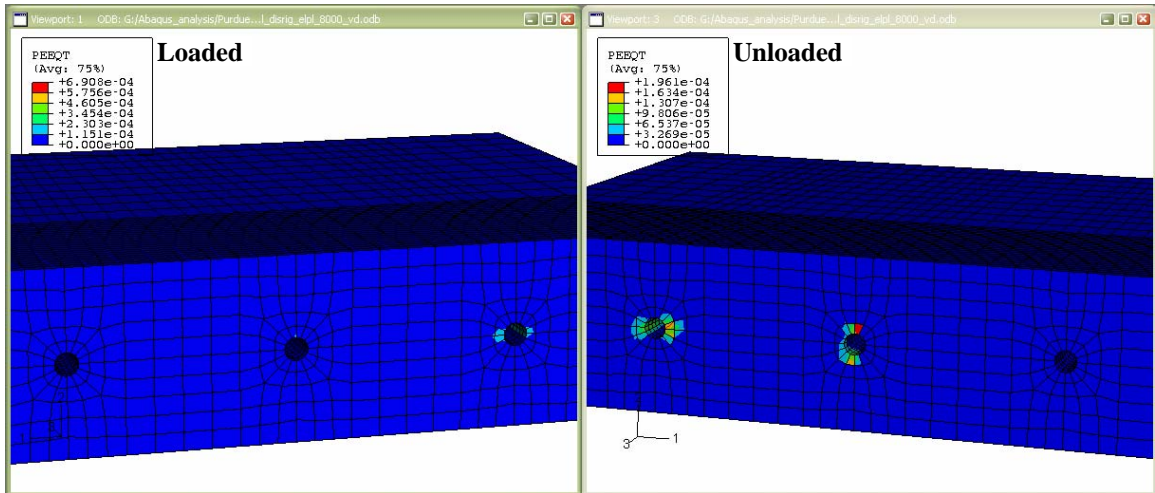 Viewport: 1 ODB: G:/Abaqus_analysis/Purdue...l_disrig_elpl_8000_vd.odb
Loaded
PEEQT
(Avg: 75%)
+6.908e-04
+5.756e-04
+4.605e-04
+3.454e-04
+2.303e-04
+1.151e-04
+0.000e+00
1
Viewport: 3 ODB: G:/Abaqus_analysis/Purdue...l_disrig_elpl_8000_vd.odb
Unloaded
PEEQT
(Avg: 75%)
+1.961e-04
+1.634e-04
+1.307e-04
+9.806e-05
+6.537e-05
+3.269e-05
+0.000e+00
3 1